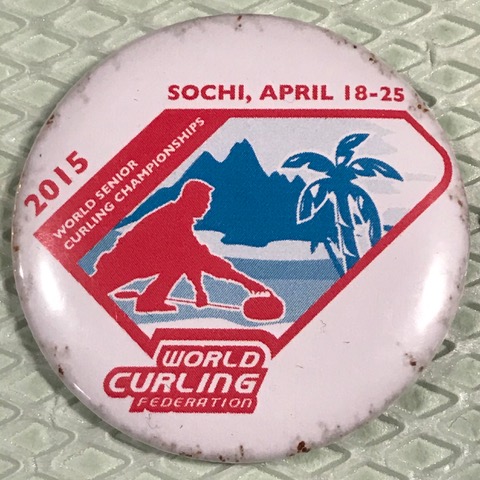 SOCHI, APRIL 18-25
2015
WORLD SENIOR
CURLING CHAMPIONSHIPS
WORLD
CURLING
FEDERATION